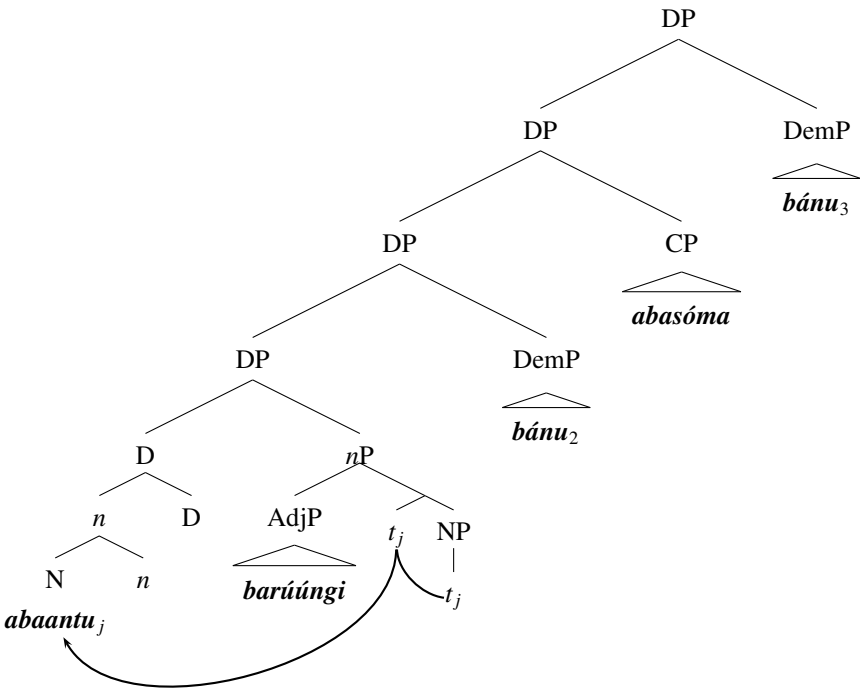 DP
DP DemP
bánu₃
DP CP
abasóma
DP DemP
bánu₂
D nP
n D AdjP tⱼ NP
N n barúúngi tⱼ
abaantuⱼ